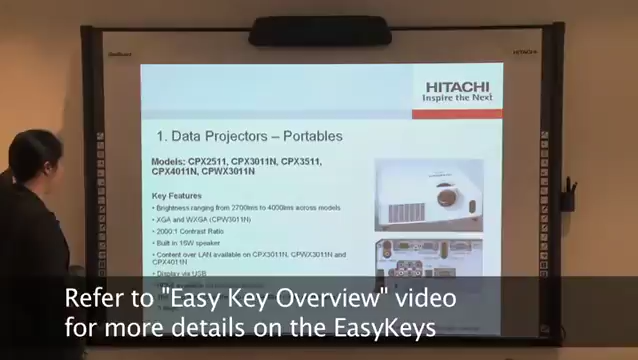 StarBoard
HITACHI
HITACHI
Inspire the Next
1. Data Projectors – Portables
Models: CPX2511, CPX3011N, CPX3511,
CPX4011N, CPWX3011N
Key Features
• Brightness ranging from 2700lms to 4000lms across models
• XGA and WXGA (CPW3011N)
• 2000:1 Contrast Ratio
• Built in 16W speaker
• Content over LAN available on CPX3011N, CPWX3011N and
CPX4011N
• Display via USB
Refer to "Easy Key Overview" video
for more details on the EasyKeys